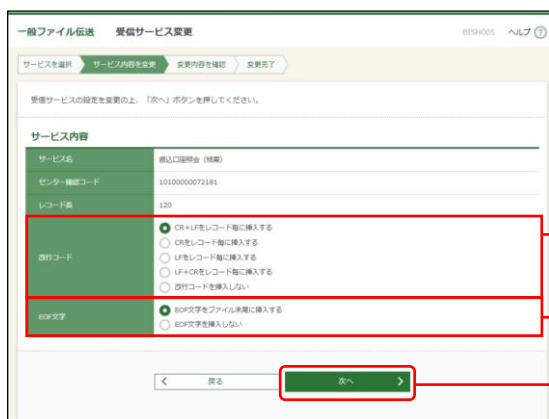 一般ファイル伝送 受信サービス変更 BISH005 ヘルプ ?
サービスを選択 サービス内容を変更 変更内容を確認 変更完了
受信サービスの設定を変更の上、「次へ」ボタンを押してください。
サービス内容
サービス名 振込口座照会（結果）
センター確認コード 10100000072181
レコード長 120
改行コード
CR+LFをレコード毎に挿入する
CRをレコード毎に挿入する
LFをレコード毎に挿入する
LF+CRをレコード毎に挿入する
改行コードを挿入しない
EOF文字
EOF文字をファイル末尾に挿入する
EOF文字を挿入しない
戻る 次へ